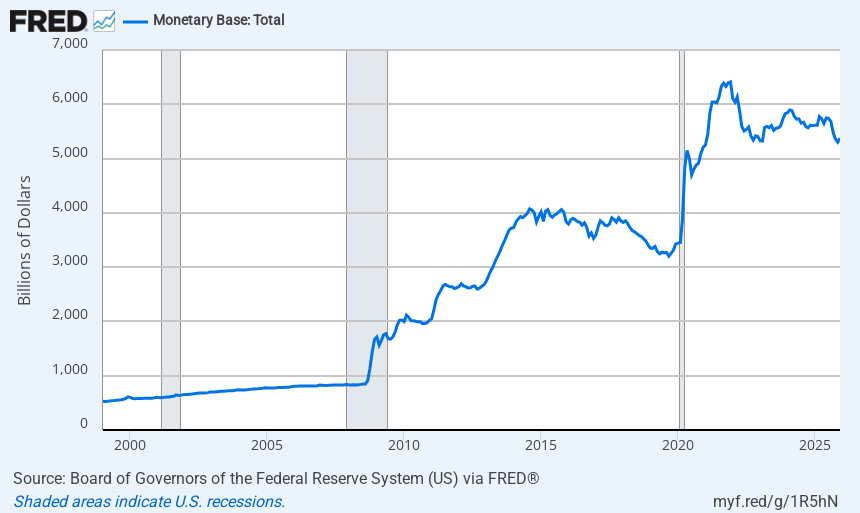 FRED
Monetary Base: Total
7,000
6,000
5,000
4,000
3,000
2,000
1,000
0
Billions of Dollars
2000 2005 2010 2015 2020 2025
Source: Board of Governors of the Federal Reserve System (US) via FRED®
Shaded areas indicate U.S. recessions.
myf.red/g/1R5hN